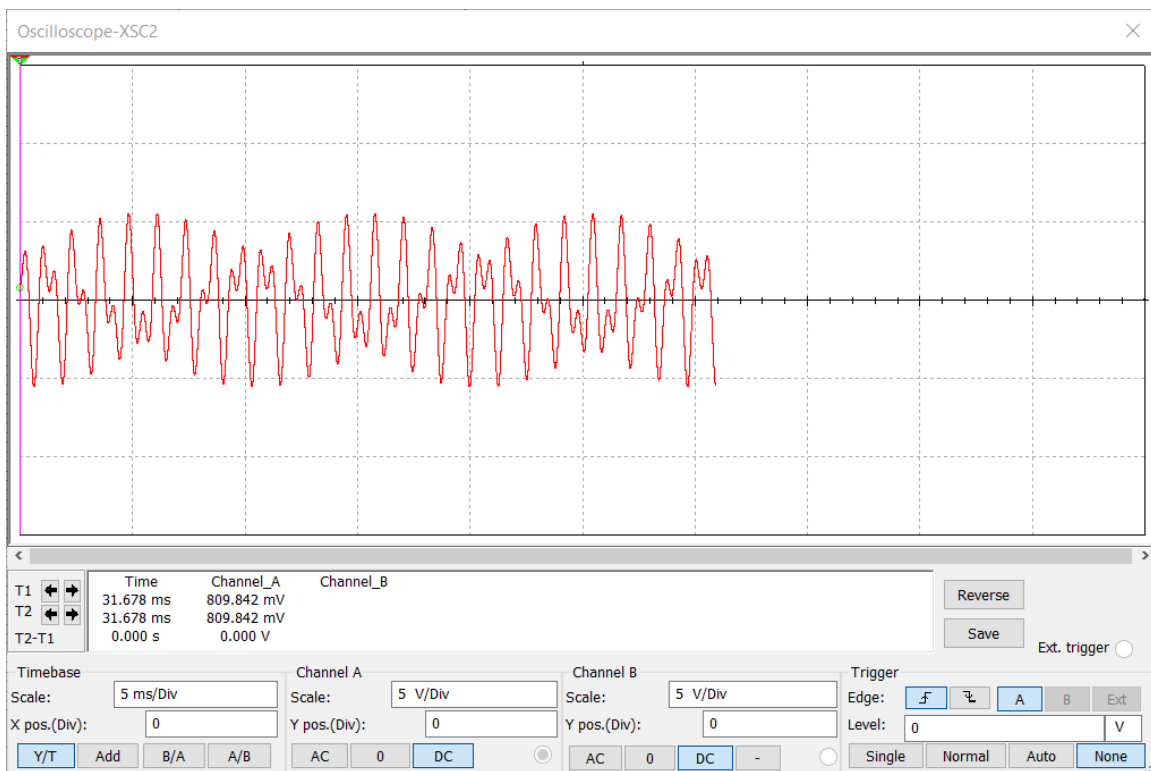 Oscilloscope-XSC2
Time Channel_A Channel_B
T1 31.678 ms 809.842 mV
T2 31.678 ms 809.842 mV
T2-T1 0.000 s 0.000 V
Reverse
Save
Ext. trigger
Timebase
Scale: 5 ms/Div
X pos.(Div): 0
Y/T Add B/A A/B
Channel A
Scale: 5 V/Div
Y pos.(Div): 0
AC 0 DC
Channel B
Scale: 5 V/Div
Y pos.(Div): 0
AC 0 DC -
Trigger
Edge: A B Ext
Level: 0 V
Single Normal Auto None